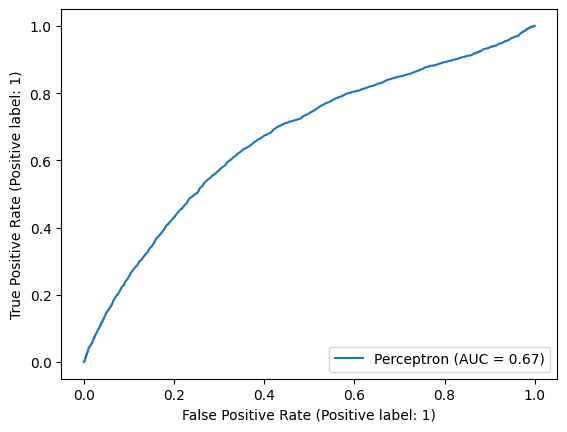 1.0
0.8
0.6
0.4
0.2
0.0
True Positive Rate (Positive label: 1)
Perceptron (AUC = 0.67)
0.0 0.2 0.4 0.6 0.8 1.0
False Positive Rate (Positive label: 1)